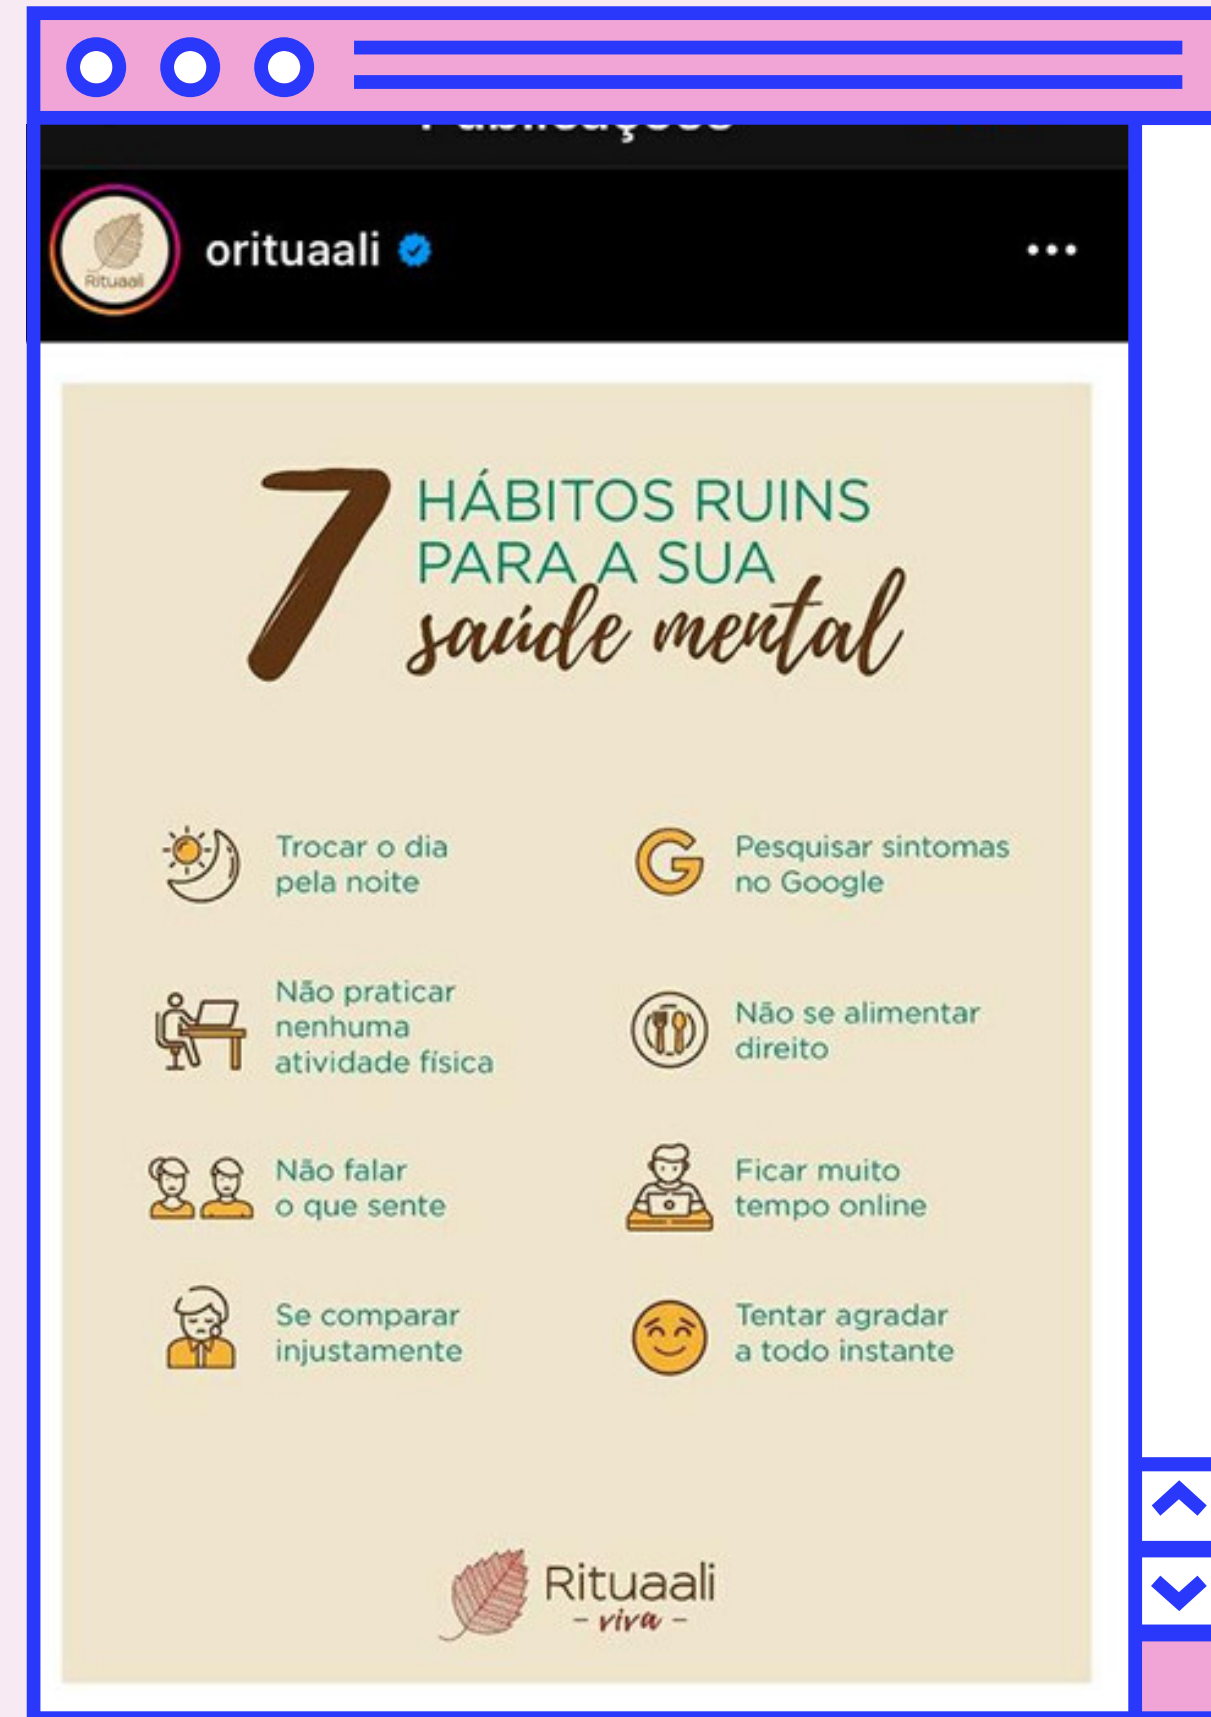 orituaali
Rituaali
7
HÁBITOS RUINS
PARA A SUA
saúde mental
Trocar o dia
pela noite
Pesquisar sintomas
no Google
Não praticar
nenhuma
atividade física
Não se alimentar
direito
Não falar
o que sente
Ficar muito
tempo online
Se comparar
injustamente
Tentar agradar
a todo instante
Rituaali
- viva -